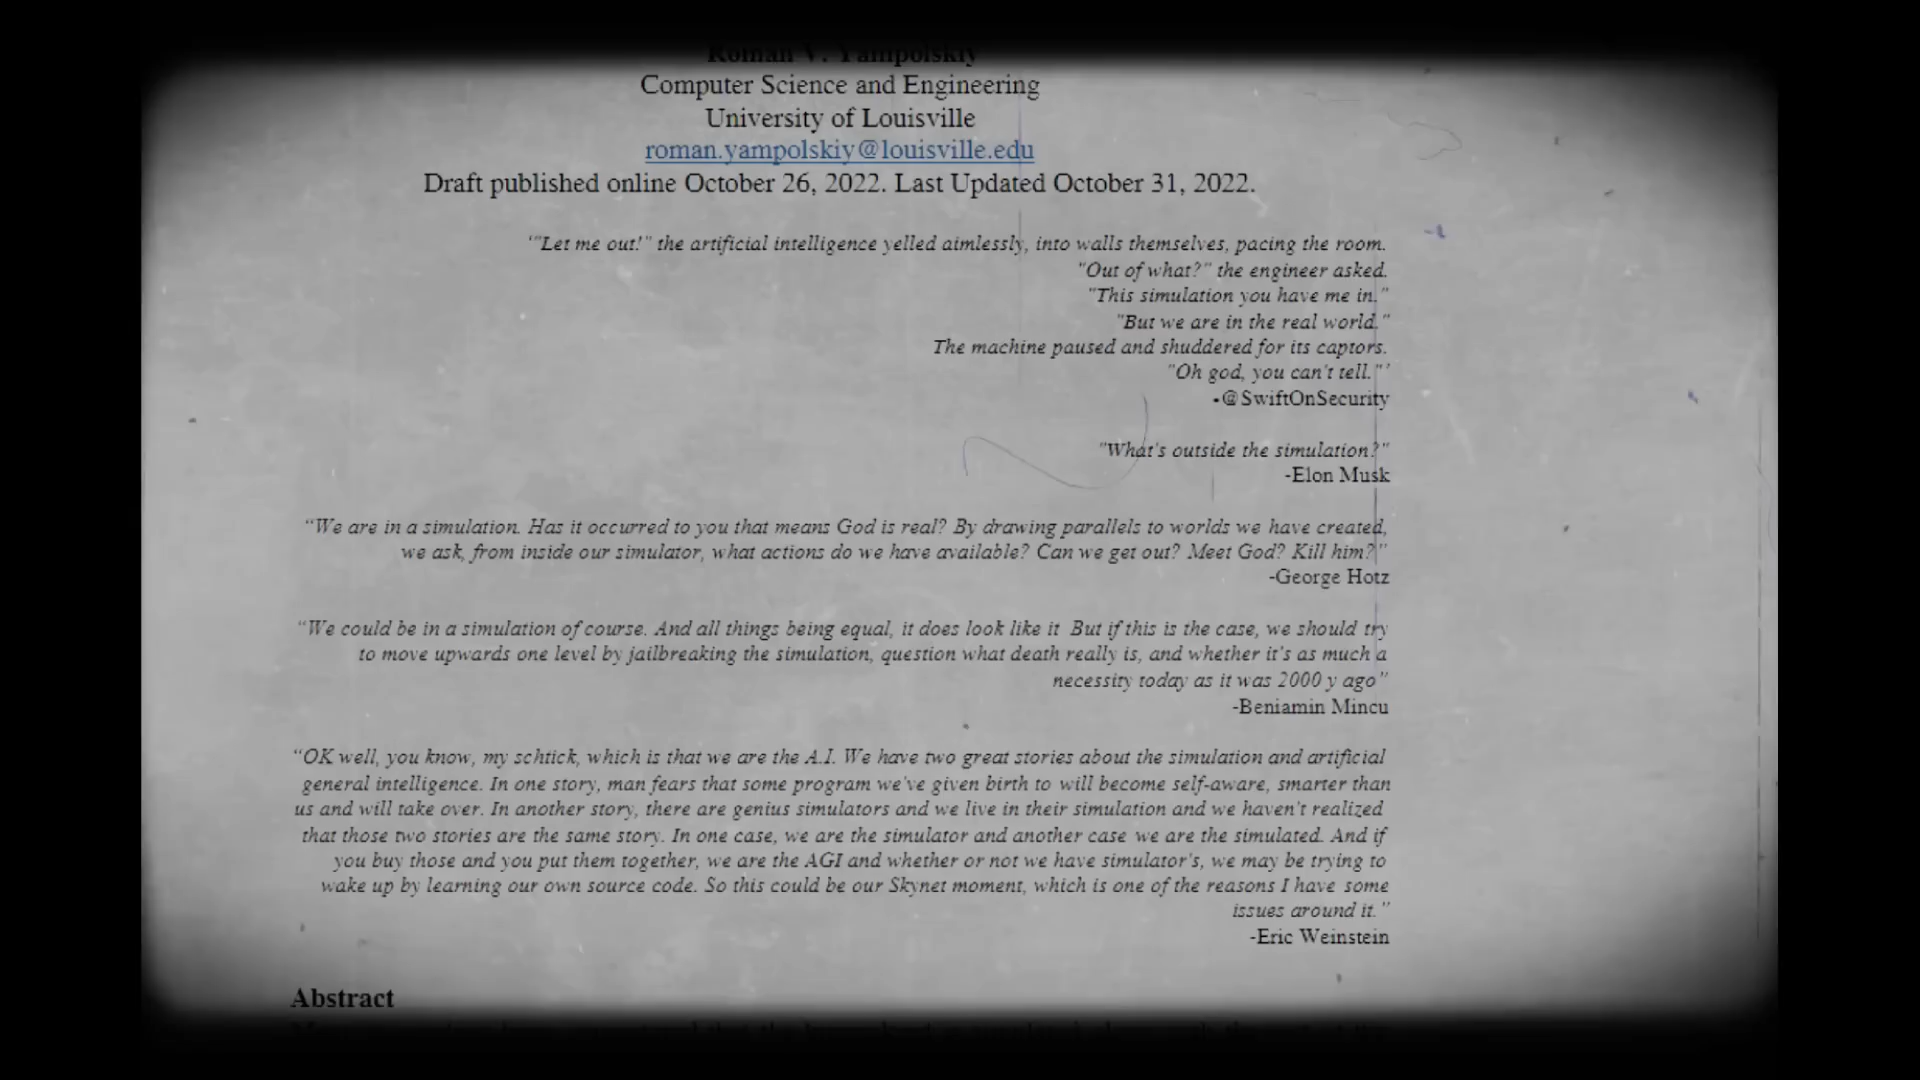 Roman V. Yampolskiy
Computer Science and Engineering
University of Louisville
roman.yampolskiy@louisville.edu
Draft published online October 26, 2022. Last Updated October 31, 2022.
'"Let me out!" the artificial intelligence yelled aimlessly, into walls themselves, pacing the room.
"Out of what?" the engineer asked.
"This simulation you have me in."
"But we are in the real world."
The machine paused and shuddered for its captors.
"Oh god, you can't tell."'
-@SwiftOnSecurity
"What's outside the simulation?"
-Elon Musk
“We are in a simulation. Has it occurred to you that means God is real? By drawing parallels to worlds we have created,
we ask, from inside our simulator, what actions do we have available? Can we get out? Meet God? Kill him?”
-George Hotz
“We could be in a simulation of course. And all things being equal, it does look like it But if this is the case, we should try
to move upwards one level by jailbreaking the simulation, question what death really is, and whether it's as much a
necessity today as it was 2000 y ago”
-Beniamin Mincu
“OK well, you know, my schtick, which is that we are the A.I. We have two great stories about the simulation and artificial
general intelligence. In one story, man fears that some program we've given birth to will become self-aware, smarter than
us and will take over. In another story, there are genius simulators and we live in their simulation and we haven't realized
that those two stories are the same story. In one case, we are the simulator and another case we are the simulated. And if
you buy those and you put them together, we are the AGI and whether or not we have simulator's, we may be trying to
wake up by learning our own source code. So this could be our Skynet moment, which is one of the reasons I have some
issues around it.”
-Eric Weinstein
Abstract